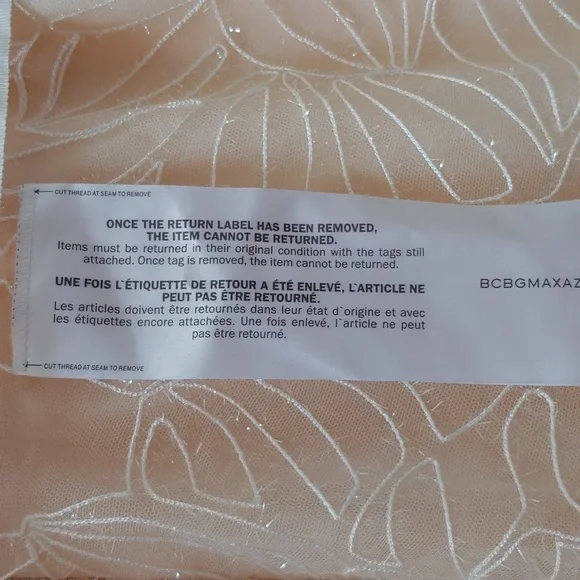 CUT THREAD AT SEAM TO REMOVE
ONCE THE RETURN LABEL HAS BEEN REMOVED,
THE ITEM CANNOT BE RETURNED.
Items must be returned in their original condition with the tags still
attached. Once tag is removed, the item cannot be returned.
UNE FOIS L`ÉTIQUETTE DE RETOUR A ÉTÉ ENLEVÉ, L`ARTICLE NE
PEUT PAS ÊTRE RETOURNÉ.
Les articles doivent être retournés dans leur état d`origine et avec
les étiquettes encore attachées. Une fois enlevé, l`article ne peut
pas être retourné.
BCBGMAXAZ
CUT THREAD AT SEAM TO REMOVE